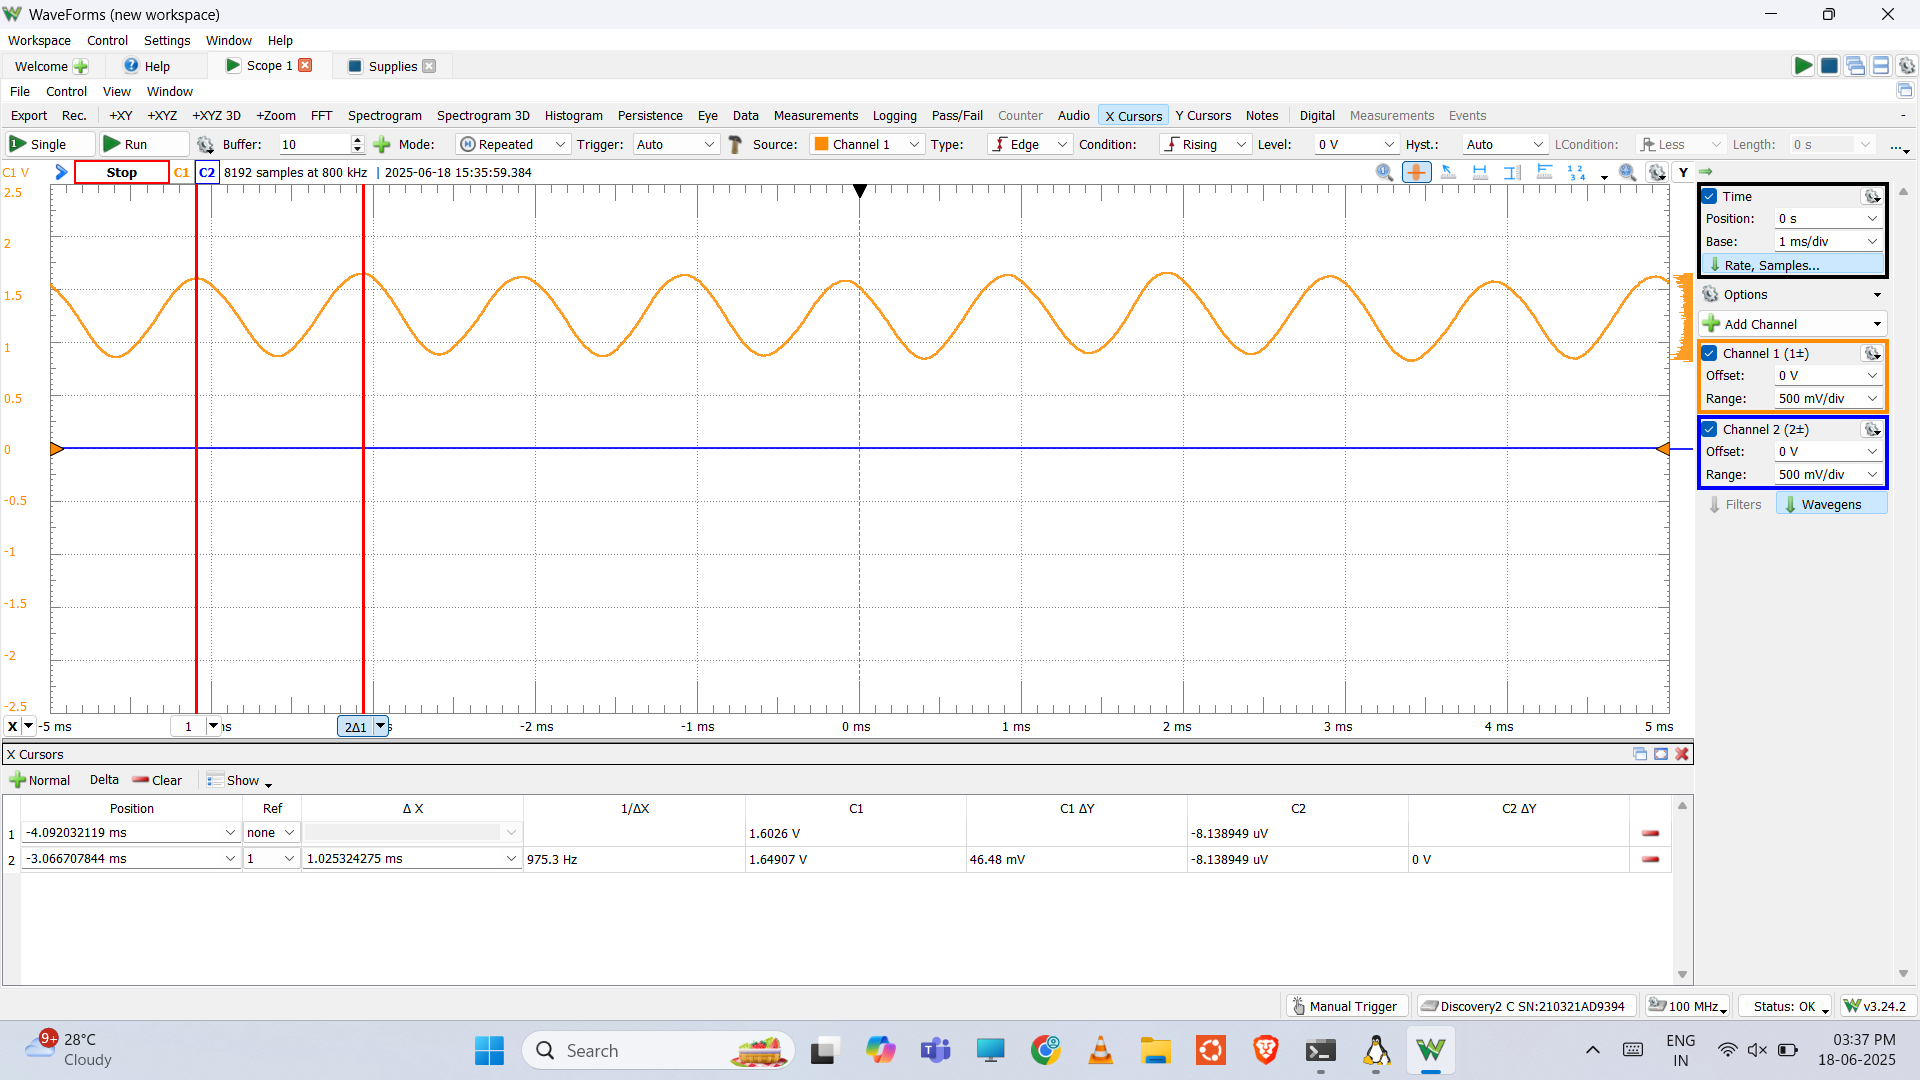 WaveForms (new workspace)
Workspace Control Settings Window Help
Welcome Help Scope 1 Supplies
File Control View Window
Export Rec. +XY +XYZ +XYZ 3D +Zoom FFT Spectrogram Spectrogram 3D Histogram Persistence Eye Data Measurements Logging Pass/Fail Counter Audio X Cursors Y Cursors Notes Digital Measurements Events
Single Run Buffer: 10 Mode: Repeated Trigger: Auto Source: Channel 1 Type: Edge Condition: Rising Level: 0 V Hyst.: Auto LCondition: Less Length: 0 s ...
C1 V Stop C1 C2 8192 samples at 800 kHz | 2025-06-18 15:35:59.384 Y
2.5
2
1.5
1
0.5
0
-0.5
-1
-1.5
-2
-2.5
X -5 ms 1 2Δ1 -2 ms -1 ms 0 ms 1 ms 2 ms 3 ms 4 ms 5 ms
Time
Position: 0 s
Base: 1 ms/div
Rate, Samples...
Options
Add Channel
Channel 1 (1±)
Offset: 0 V
Range: 500 mV/div
Channel 2 (2±)
Offset: 0 V
Range: 500 mV/div
Filters Wavegens
X Cursors
Normal Delta Clear Show
Position Ref Δ X 1/ΔX C1 C1 ΔY C2 C2 ΔY
1 -4.092032119 ms none 1.6026 V -8.138949 uV
2 -3.066707844 ms 1 1.025324275 ms 975.3 Hz 1.64907 V 46.48 mV -8.138949 uV 0 V
Manual Trigger Discovery2 C SN:210321AD9394 100 MHz Status: OK v3.24.2
9+ 28°C
Cloudy
Search
ENG
IN
03:37 PM
18-06-2025